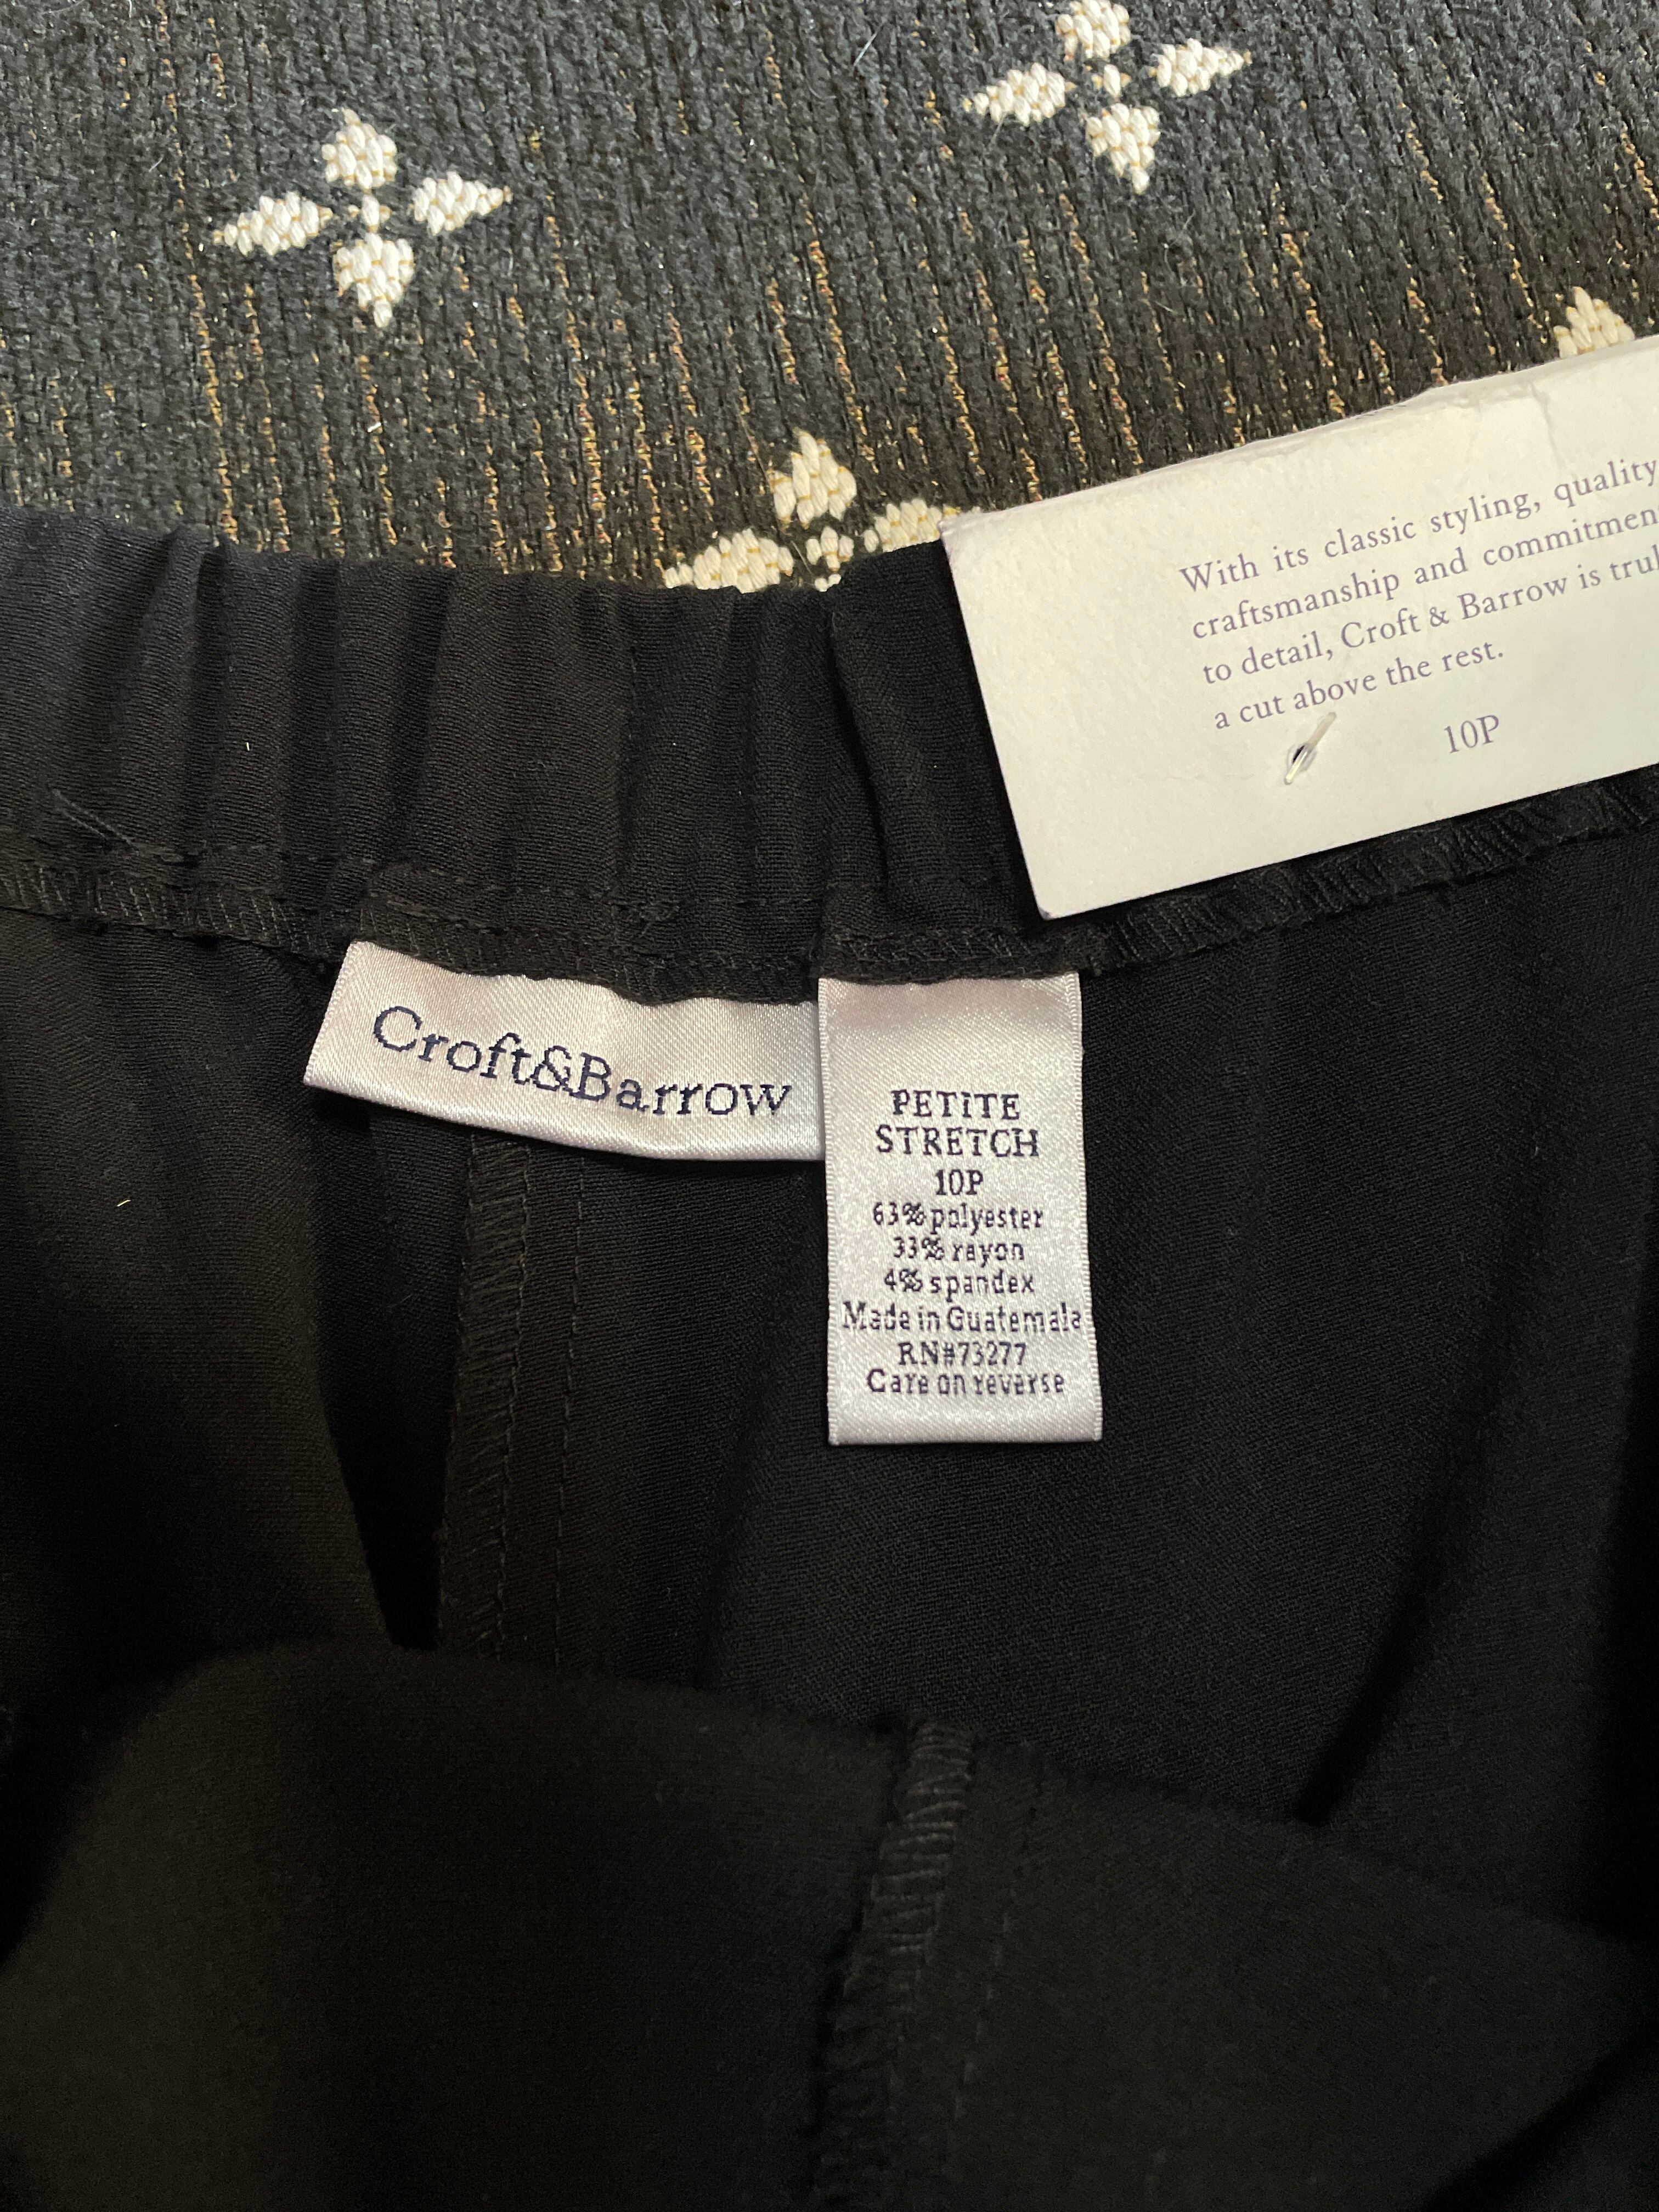 With its classic styling, quality
craftsmanship and commitmen
to detail, Croft & Barrow is trul
a cut above the rest.
10P
Croft&Barrow
PETITE
STRETCH
10P
63% polyester
33% rayon
4% spandex
Made in Guatemala
RN#73277
Care on reverse